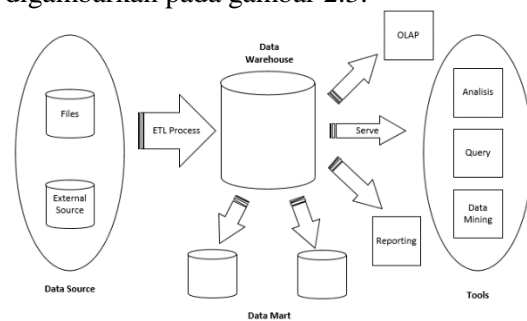 digambarkan pada gambar 2.3.
Data
Warehouse
OLAP
Files
ETL Process
External
Source
Serve
Analisis
Query
Data
Mining
Reporting
Data Source
Data Mart
Tools